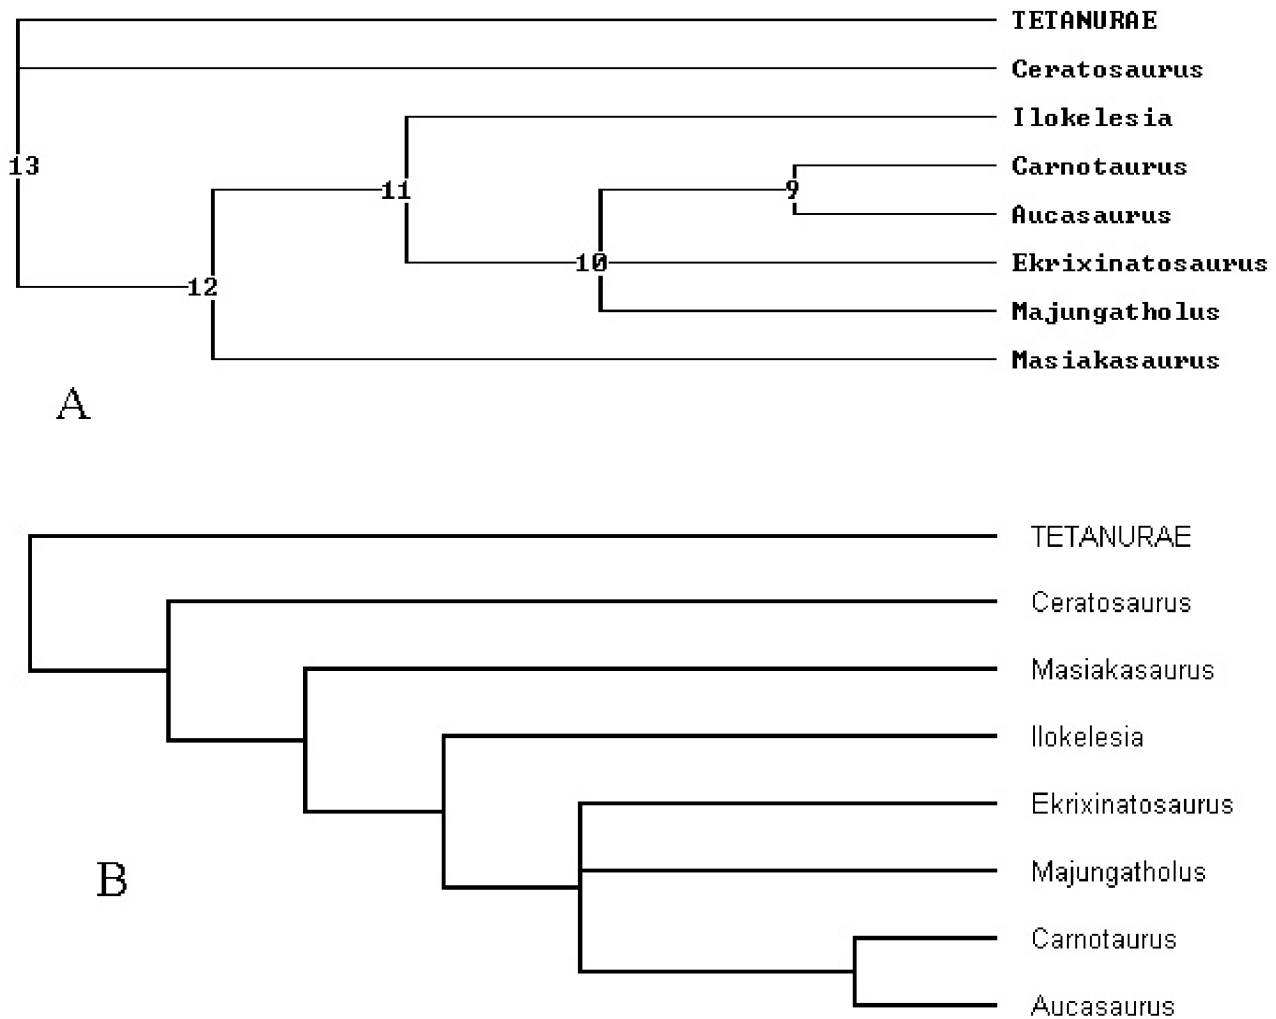 TETANURAE
Ceratosaurus
Ilokelesia
13
Carnotaurus
11
9
Aucasaurus
10
Ekrixinatosaurus
12
Majungatholus
Masiakasaurus
A
TETANURAE
Ceratosaurus
Masiakasaurus
Ilokelesia
Ekrixinatosaurus
B
Majungatholus
Carnotaurus
Aucasaurus